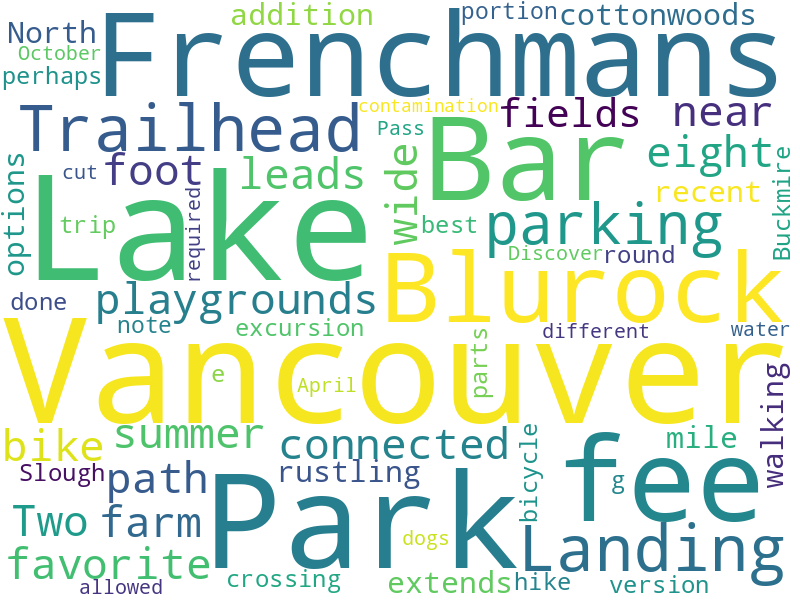 addition
portion
cottonwoods
North
Frenchmans
October
perhaps
contamination
fields
near
Trailhead
Pass
Bar
eight
options
cut
foot
leads
wide
recent
Buckmire
required
Lake
trip
best
parking
Discover
round
Blurock
playgrounds
done
note
excursion
different
water
Vancouver
parts
e
April
bike
summer
connected
mile
walking
Slough
path
rustling
bicycle
fee
g
Park
Two
farm
dogs
Landing
favorite
crossing
extends
hike
version
allowed